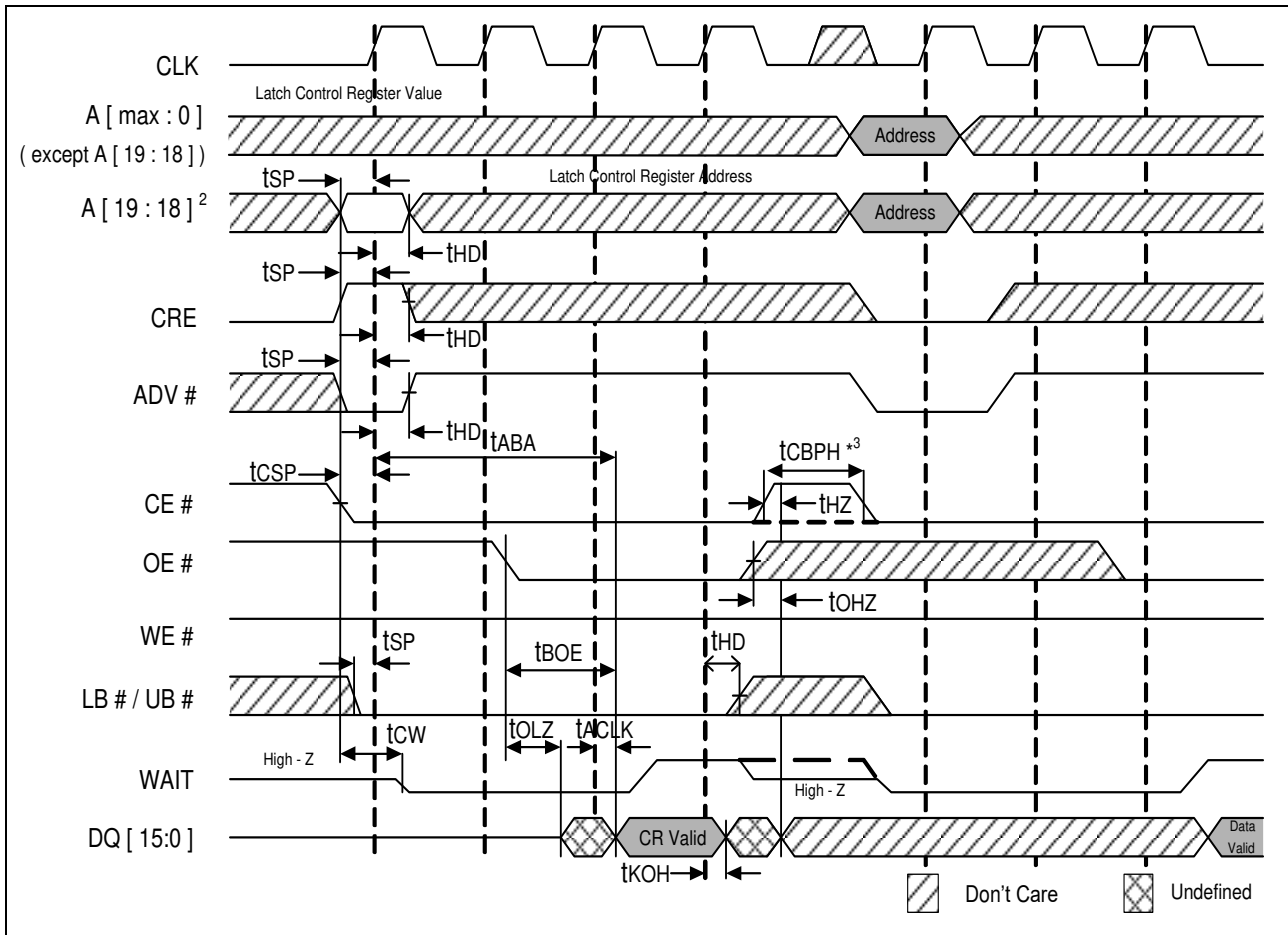 CLK
Latch Control Register Value
A [ max : 0 ]
( except A [ 19 : 18 ] )
Address
tSP
Latch Control Register Address
A [ 19 : 18 ] 2
Address
tHD
tSP
CRE
tHD
tSP
ADV #
tHD
tABA
tCBPH *3
tCSP
CE #
tHZ
OE #
tOHZ
WE #
tSP
tBOE
tHD
LB # / UB #
tCW
tOLZ
tACLK
High - Z
WAIT
High - Z
DQ [ 15:0 ]
CR Valid
Data
Valid
tKOH
Don't Care
Undefined